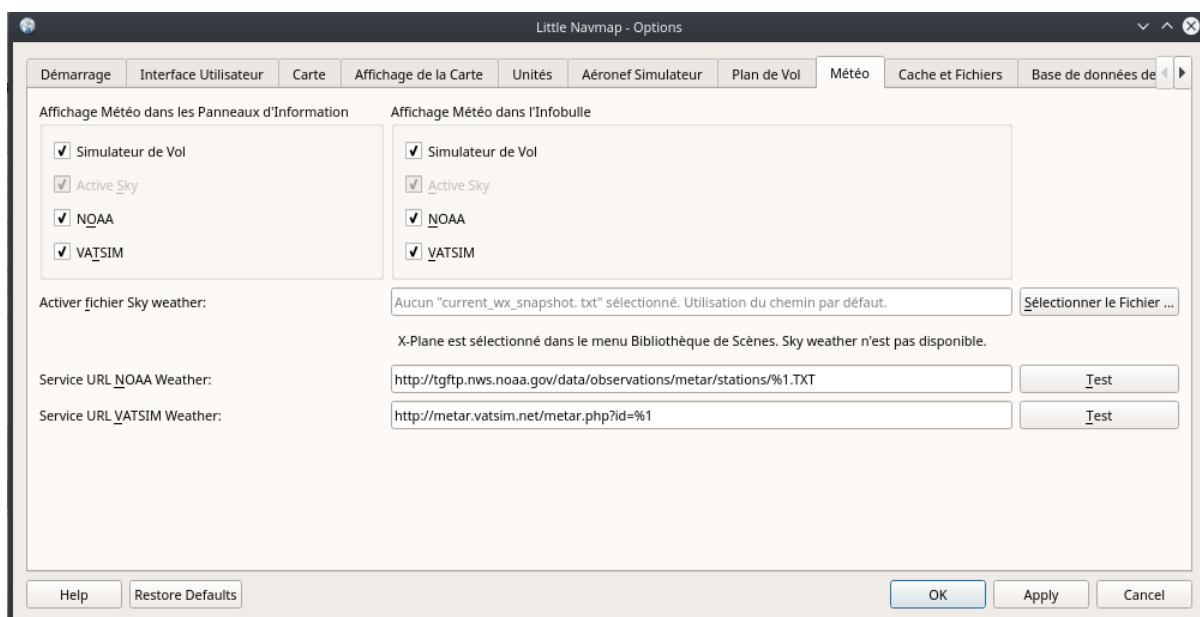 Little Navmap - Options
Démarrage Interface Utilisateur Carte Affichage de la Carte Unités Aéronef Simulateur Plan de Vol Météo Cache et Fichiers Base de données de
Affichage Météo dans les Panneaux d'Information Affichage Météo dans l'Infobulle
Simulateur de Vol Simulateur de Vol
Active Sky Active Sky
NOAA NOAA
VATSIM VATSIM
Activer fichier Sky weather: Aucun "current_wx_snapshot. txt" sélectionné. Utilisation du chemin par défaut. Sélectionner le Fichier ...
X-Plane est sélectionné dans le menu Bibliothèque de Scènes. Sky weather n'est pas disponible.
Service URL NOAA Weather: http://tgftp.nws.noaa.gov/data/observations/metar/stations/%1.TXT Test
Service URL VATSIM Weather: http://metar.vatsim.net/metar.php?id=%1 Test
Help Restore Defaults OK Apply Cancel